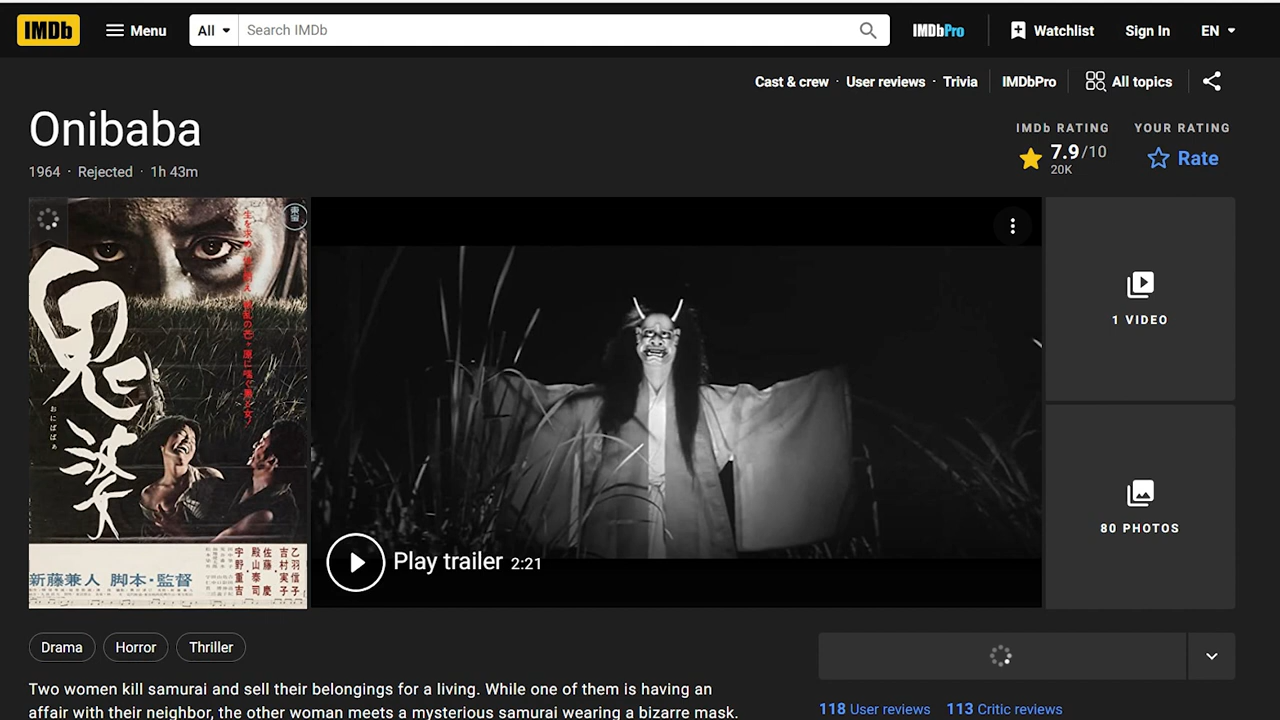 IMDb
Menu
All
Search IMDb
IMDbPro
Watchlist
Sign In
EN
Cast & crew · User reviews · Trivia
IMDbPro
All topics
Onibaba
1964 · Rejected · 1h 43m
IMDb RATING
7.9/10
20K
YOUR RATING
Rate
鬼婆
おにばばあ
新藤兼人 脚本・監督
乙羽信子
吉村実子
佐藤慶
殿山泰司
宇野重吉
Play trailer 2:21
1 VIDEO
80 PHOTOS
Drama
Horror
Thriller
Two women kill samurai and sell their belongings for a living. While one of them is having an
affair with their neighbor, the other woman meets a mysterious samurai wearing a bizarre mask.
118 User reviews
113 Critic reviews